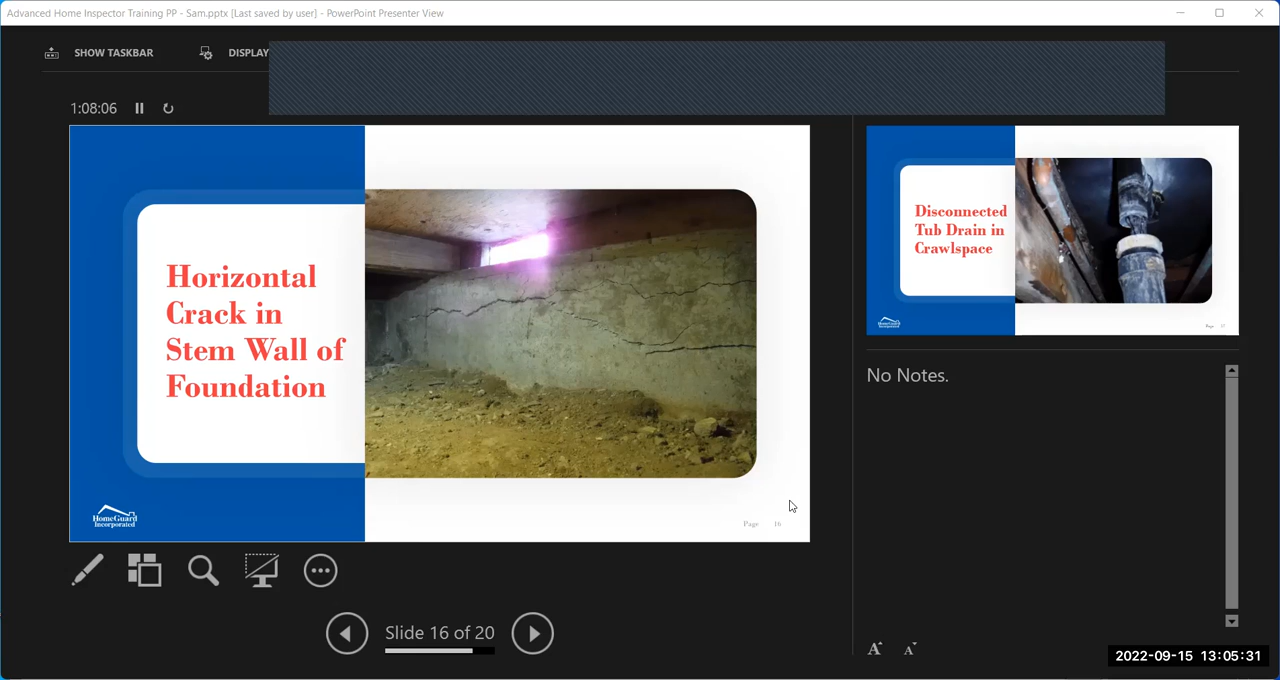 Advanced Home Inspector Training PP - Sam.pptx [Last saved by user] - PowerPoint Presenter View
SHOW TASKBAR
DISPLAY
1:08:06
Horizontal
Crack in
Stem Wall of
Foundation
HomeGuard
Incorporated
Page 16
Slide 16 of 20
Disconnected
Tub Drain in
Crawlspace
HomeGuard
Page
No Notes.
A
A
2022-09-15 13:05:31